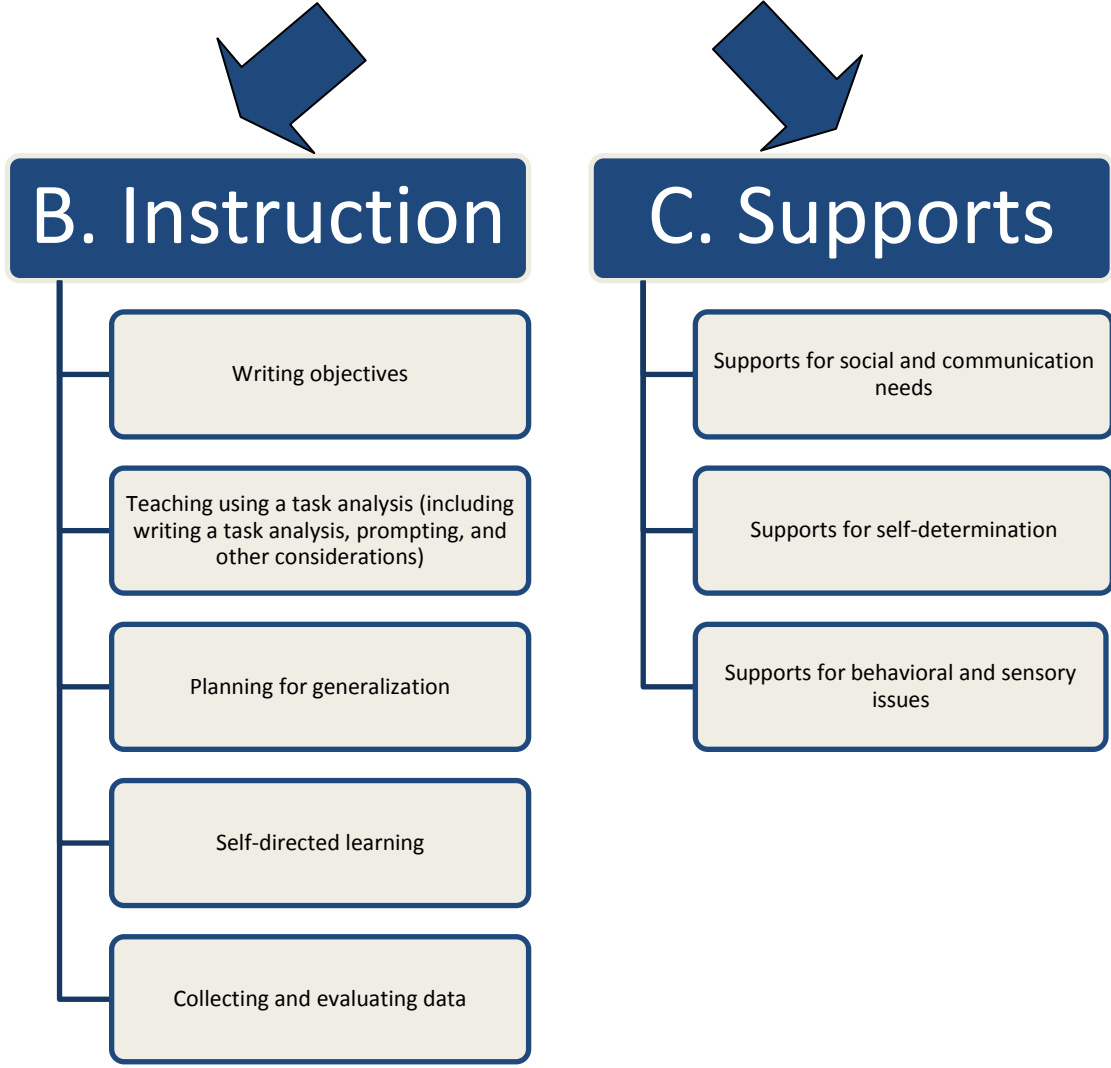 B. Instruction
Writing objectives
Teaching using a task analysis (including
writing a task analysis, prompting, and
other considerations)
Planning for generalization
Self-directed learning
Collecting and evaluating data
C. Supports
Supports for social and communication
needs
Supports for self-determination
Supports for behavioral and sensory
issues